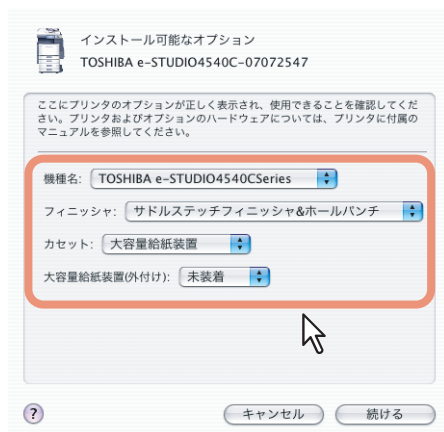 インストール可能なオプション
TOSHIBA e-STUDIO4540C-07072547
ここにプリンタのオプションが正しく表示され、使用できることを確認してくだ
さい。プリンタおよびオプションのハードウェアについては、プリンタに付属の
マニュアルを参照してください。
機種名: TOSHIBA e-STUDIO4540CSeries
フィニッシャ: サドルステッチフィニッシャ&ホールパンチ
カセット: 大容量給紙装置
大容量給紙装置(外付け): 未装着
? キャンセル 続ける